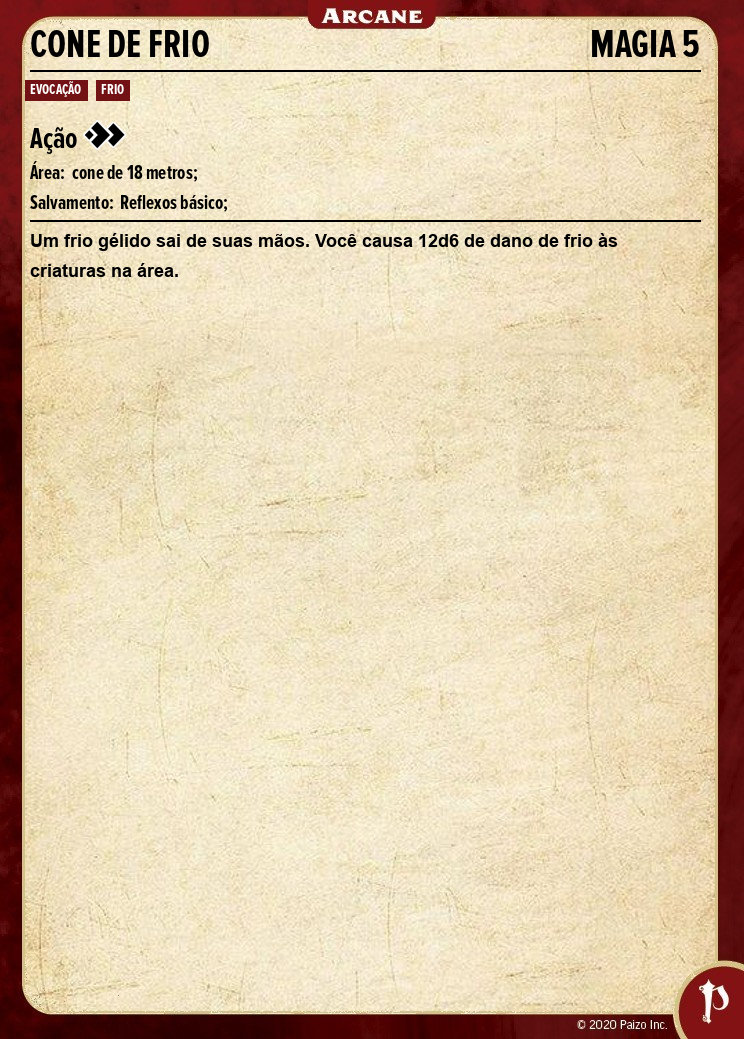 ARCANE
CONE DE FRIO MAGIA 5
EVOCAÇÃO FRIO
Ação
Área: cone de 18 metros;
Salvamento: Reflexos básico;
Um frio gélido sai de suas mãos. Você causa 12d6 de dano de frio às
criaturas na área.
© 2020 Paizo Inc.